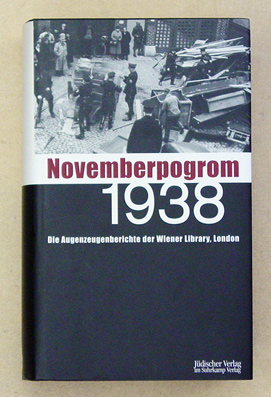 Novemberpogrom
1938
Die Augenzeugenberichte der Wiener Library, London
Jüdischer Verlag
im Suhrkamp Verlag